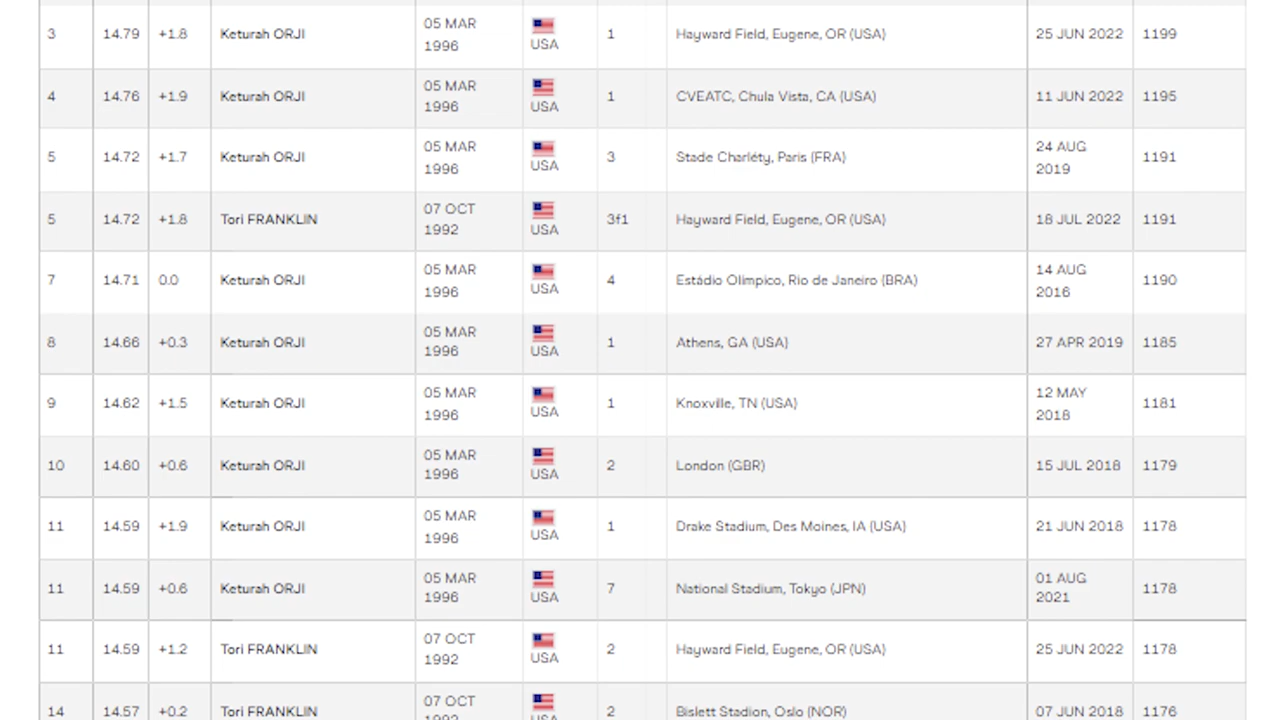 3 14.79 +1.8 Keturah ORJI 05 MAR 1996 USA 1 Hayward Field, Eugene, OR (USA) 25 JUN 2022 1199
4 14.76 +1.9 Keturah ORJI 05 MAR 1996 USA 1 CVEATC, Chula Vista, CA (USA) 11 JUN 2022 1195
5 14.72 +1.7 Keturah ORJI 05 MAR 1996 USA 3 Stade Charléty, Paris (FRA) 24 AUG 2019 1191
5 14.72 +1.8 Tori FRANKLIN 07 OCT 1992 USA 3f1 Hayward Field, Eugene, OR (USA) 18 JUL 2022 1191
7 14.71 0.0 Keturah ORJI 05 MAR 1996 USA 4 Estádio Olímpico, Rio de Janeiro (BRA) 14 AUG 2016 1190
8 14.66 +0.3 Keturah ORJI 05 MAR 1996 USA 1 Athens, GA (USA) 27 APR 2019 1185
9 14.62 +1.5 Keturah ORJI 05 MAR 1996 USA 1 Knoxville, TN (USA) 12 MAY 2018 1181
10 14.60 +0.6 Keturah ORJI 05 MAR 1996 USA 2 London (GBR) 15 JUL 2018 1179
11 14.59 +1.9 Keturah ORJI 05 MAR 1996 USA 1 Drake Stadium, Des Moines, IA (USA) 21 JUN 2018 1178
11 14.59 +0.6 Keturah ORJI 05 MAR 1996 USA 7 National Stadium, Tokyo (JPN) 01 AUG 2021 1178
11 14.59 +1.2 Tori FRANKLIN 07 OCT 1992 USA 2 Hayward Field, Eugene, OR (USA) 25 JUN 2022 1178
14 14.57 +0.2 Tori FRANKLIN 07 OCT 1992 USA 2 Bislett Stadion, Oslo (NOR) 07 JUN 2018 1176